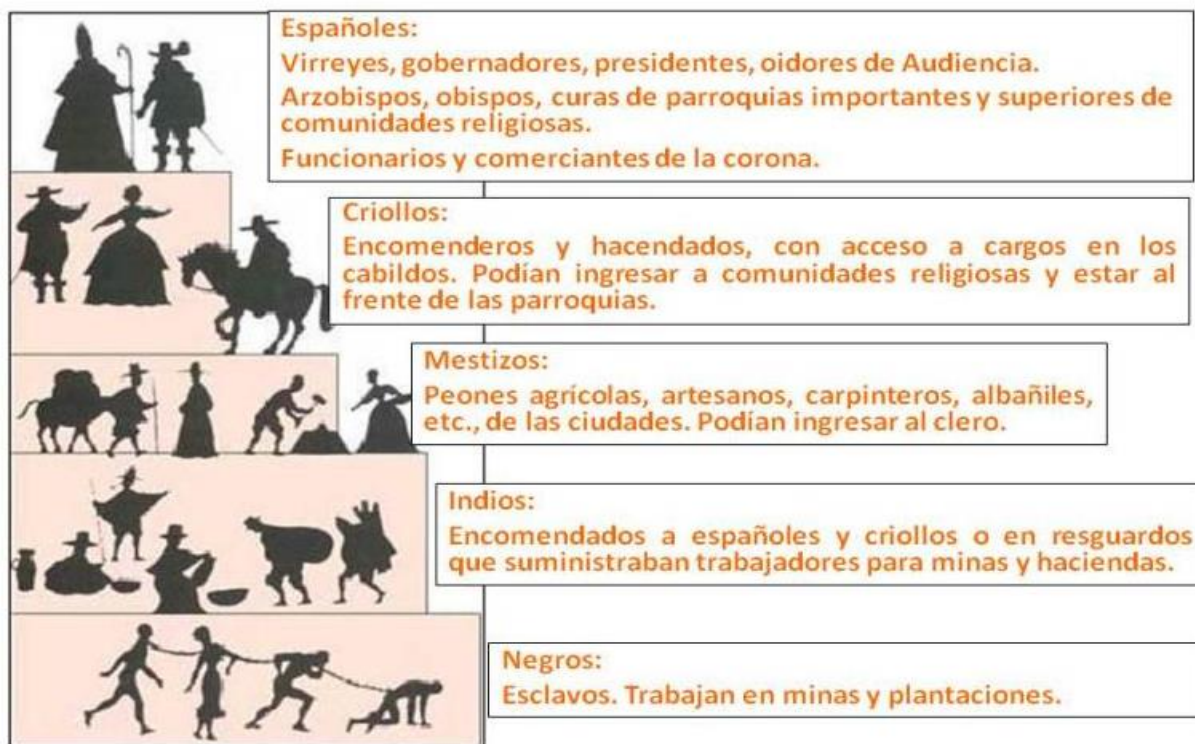 Españoles:
Virreyes, gobernadores, presidentes, oidores de Audiencia.
Arzobispos, obispos, curas de parroquias importantes y superiores de
comunidades religiosas.
Funcionarios y comerciantes de la corona.
Criollos:
Encomenderos y hacendados, con acceso a cargos en los
cabildos. Podían ingresar a comunidades religiosas y estar al
frente de las parroquias.
Mestizos:
Peones agrícolas, artesanos, carpinteros, albañiles,
etc., de las ciudades. Podían ingresar al clero.
Indios:
Encomendados a españoles y criollos o en resguardos
que suministraban trabajadores para minas y haciendas.
Negros:
Esclavos. Trabajan en minas y plantaciones.